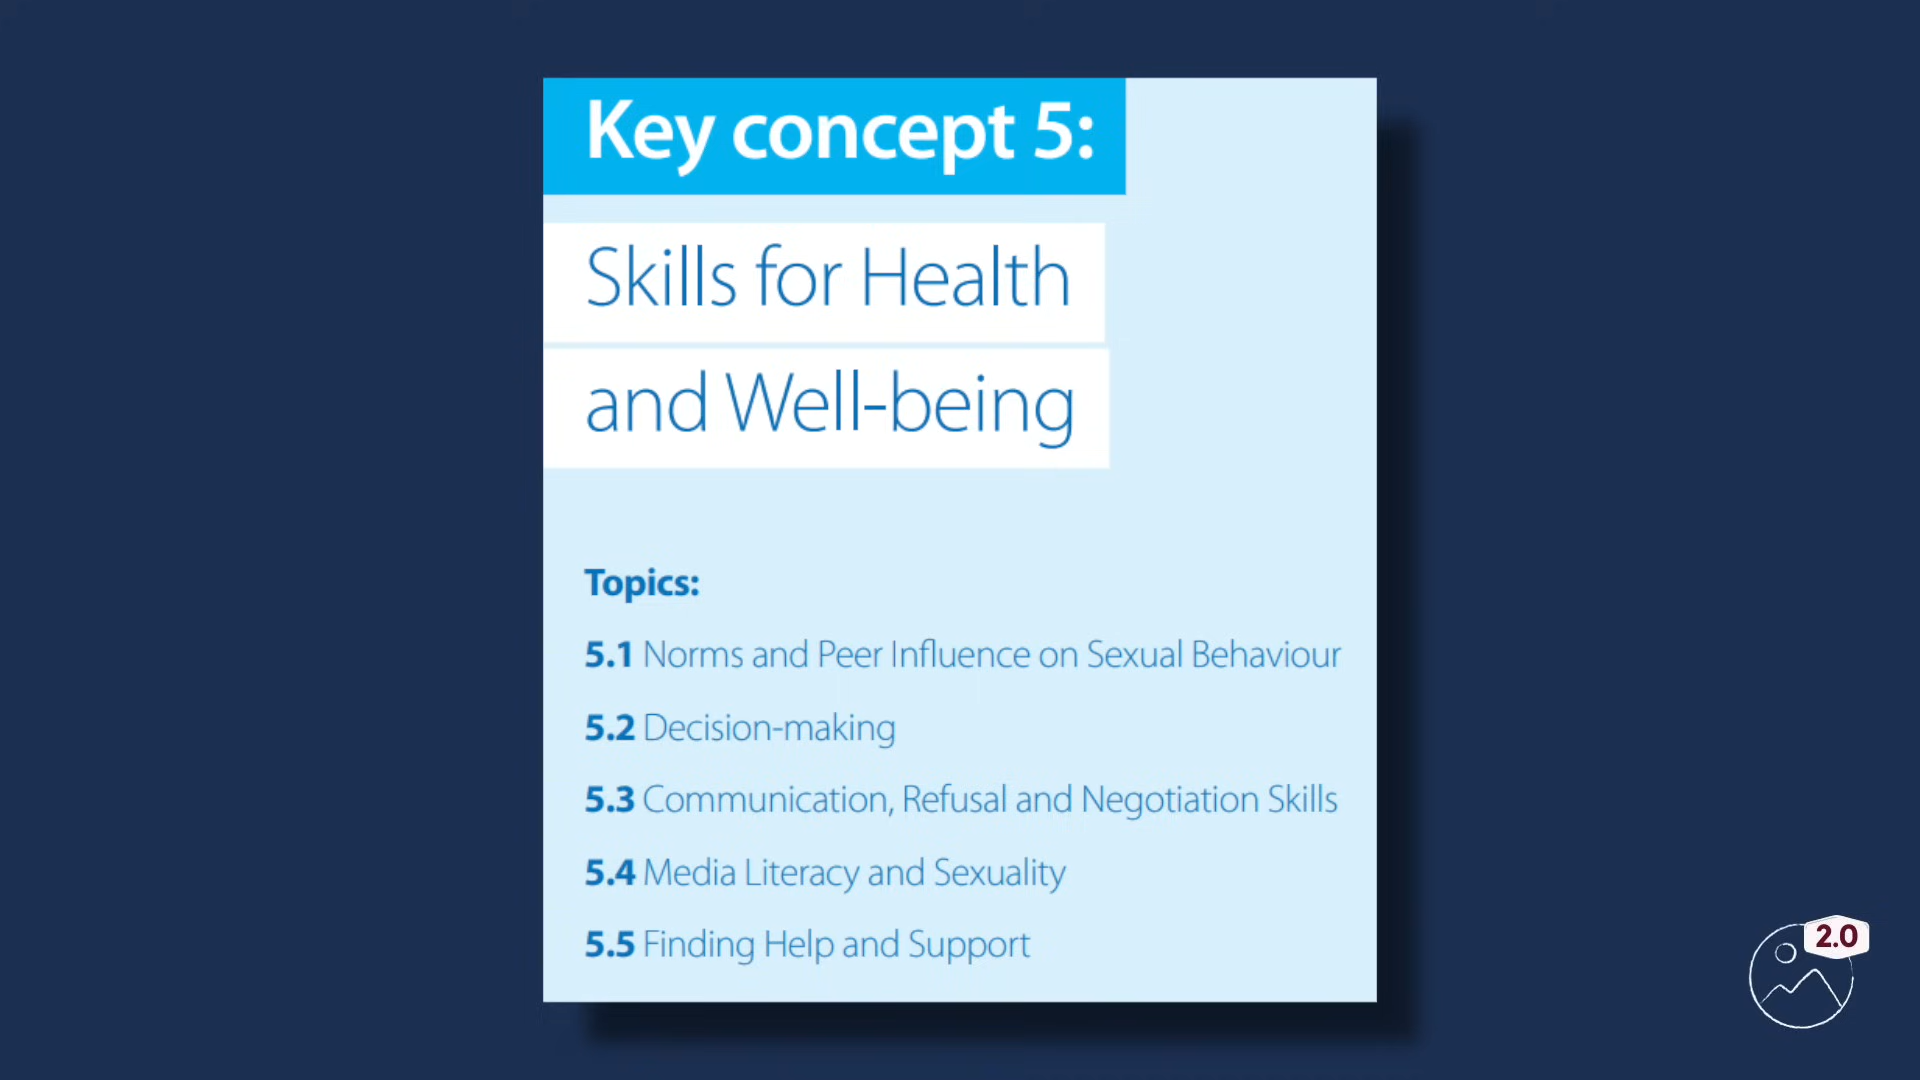 Key concept 5:
Skills for Health
and Well-being
Topics:
5.1 Norms and Peer Influence on Sexual Behaviour
5.2 Decision-making
5.3 Communication, Refusal and Negotiation Skills
5.4 Media Literacy and Sexuality
5.5 Finding Help and Support
2.0